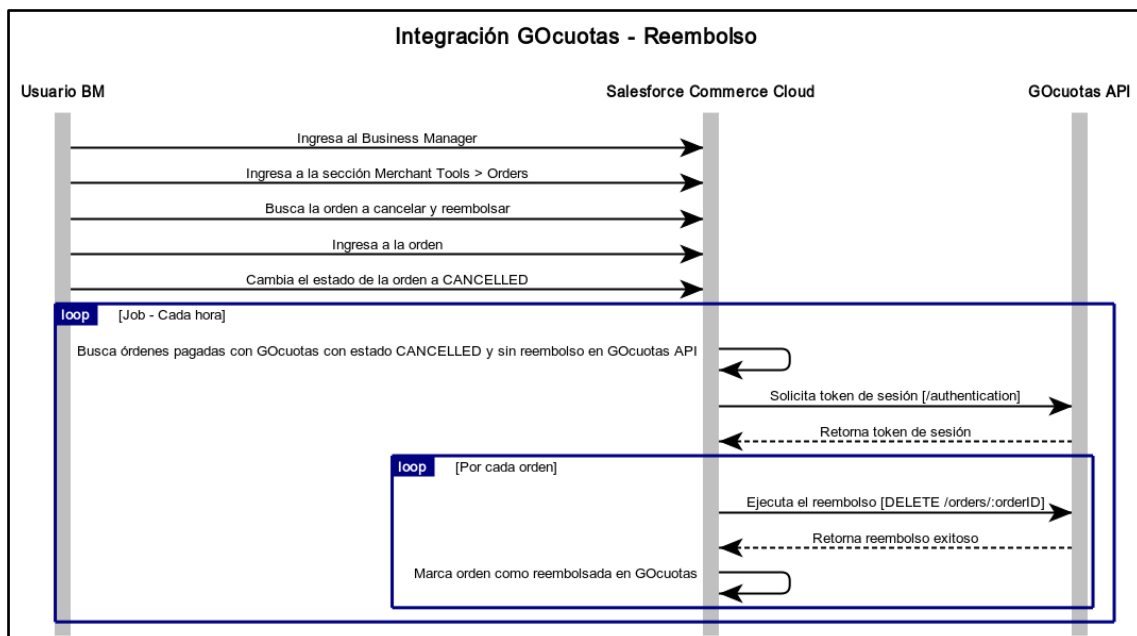 Integración GOcuotas - Reembolso
Usuario BM
Salesforce Commerce Cloud
GOcuotas API
Ingresa al Business Manager
Ingresa a la sección Merchant Tools > Orders
Busca la orden a cancelar y reembolsar
Ingresa a la orden
Cambia el estado de la orden a CANCELLED
loop [Job - Cada hora]
Busca órdenes pagadas con GOcuotas con estado CANCELLED y sin reembolso en GOcuotas API
Solicita token de sesión [/authentication]
Retorna token de sesión
loop [Por cada orden]
Ejecuta el reembolso [DELETE /orders/:orderID]
Retorna reembolso exitoso
Marca orden como reembolsada en GOcuotas